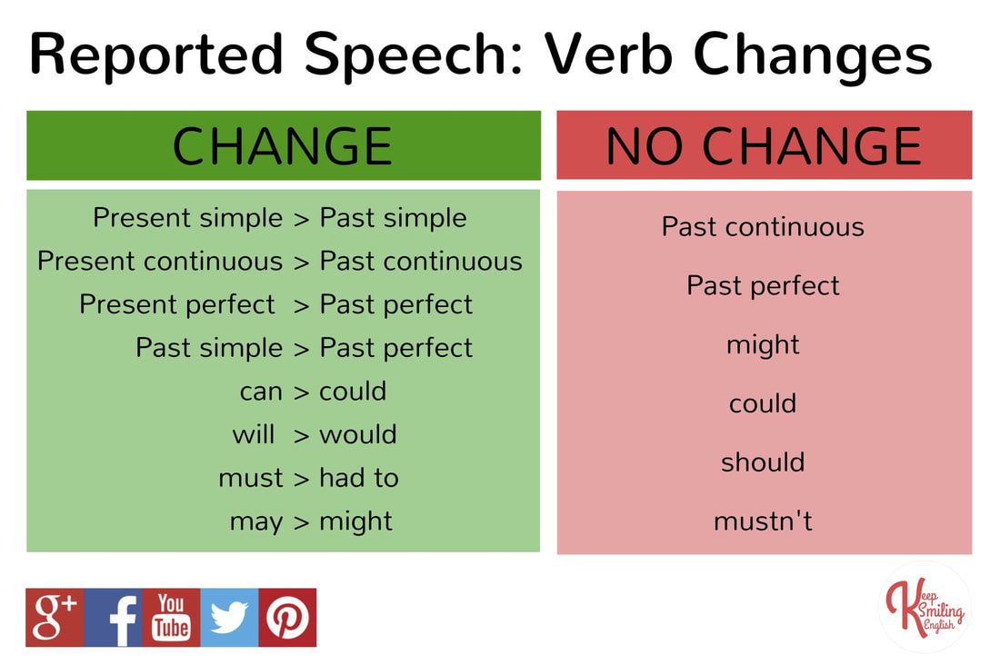 Reported Speech: Verb Changes
CHANGE
Present simple > Past simple
Present continuous > Past continuous
Present perfect > Past perfect
Past simple > Past perfect
can > could
will > would
must > had to
may > might
NO CHANGE
Past continuous
Past perfect
might
could
should
mustn't
g+ f You Tube
Keep Smiling English